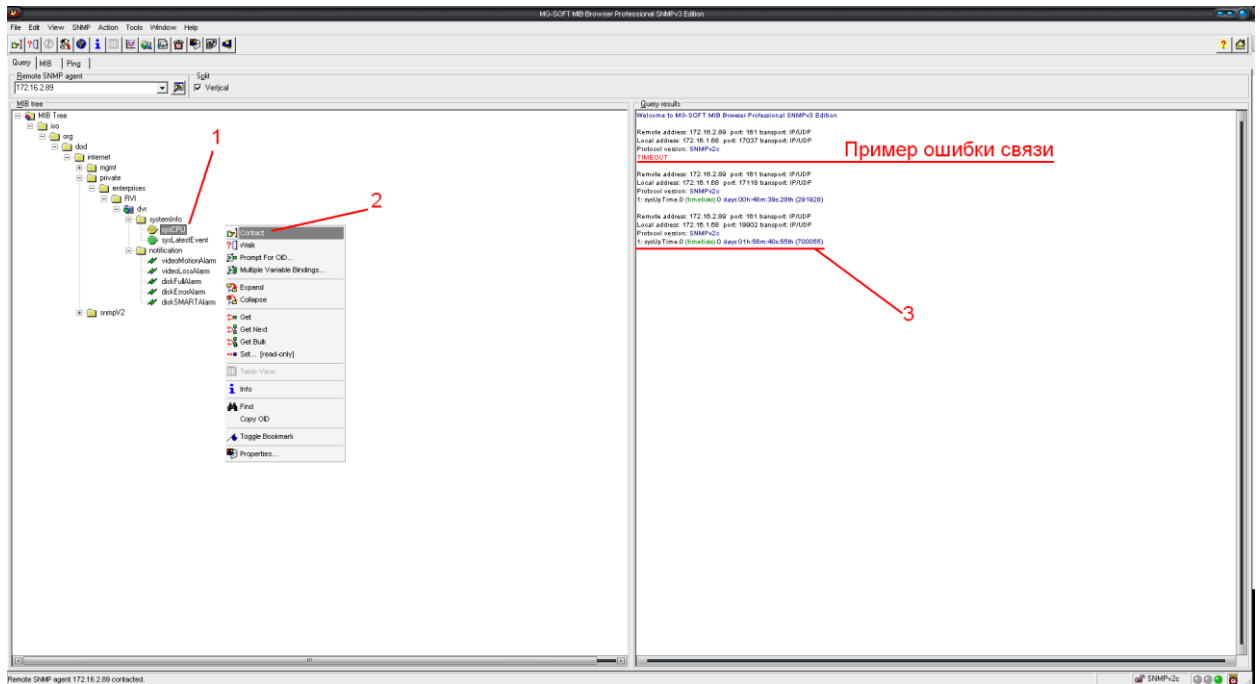 MG-SOFT MIB Browser Professional SNMPv3 Edition
File Edit View SNMP Action Tools Window Help
Query MIB Ping
Remote SNMP agent
Split
172.16.2.89
Vertical
MIB tree
MIB Tree
iso
org
dod
internet
mgmt
private
enterprises
RVI
dvr
systemInfo
sysCPU
sysLatestEvent
notification
videoMotionAlarm
videoLossAlarm
diskFullAlarm
diskErrorAlarm
diskSMARTAlarm
snmpV2
1
2
Contact
Walk
Prompt For OID...
Multiple Variable Bindings...
Expand
Collapse
Get
Get Next
Get Bulk
Set... [read-only]
Table View
Info
Find
Copy OID
Toggle Bookmark
Properties...
Query results
Welcome to MG-SOFT MIB Browser Professional SNMPv3 Edition
Remote address: 172.16.2.89 port: 161 transport: IP/UDP
Local address: 172.16.1.68 port: 17037 transport: IP/UDP
Protocol version: SNMPv2c
TIMEOUT
Пример ошибки связи
Remote address: 172.16.2.89 port: 161 transport: IP/UDP
Local address: 172.16.1.68 port: 17118 transport: IP/UDP
Protocol version: SNMPv2c
1: sysUpTime.0 (timeticks) 0 days 00h:48m:39s.28th (291928)
Remote address: 172.16.2.89 port: 161 transport: IP/UDP
Local address: 172.16.1.68 port: 19902 transport: IP/UDP
Protocol version: SNMPv2c
1: sysUpTime.0 (timeticks) 0 days 01h:56m:40s.55th (700055)
3
Remote SNMP agent 172.16.2.89 contacted.
SNMPv2c